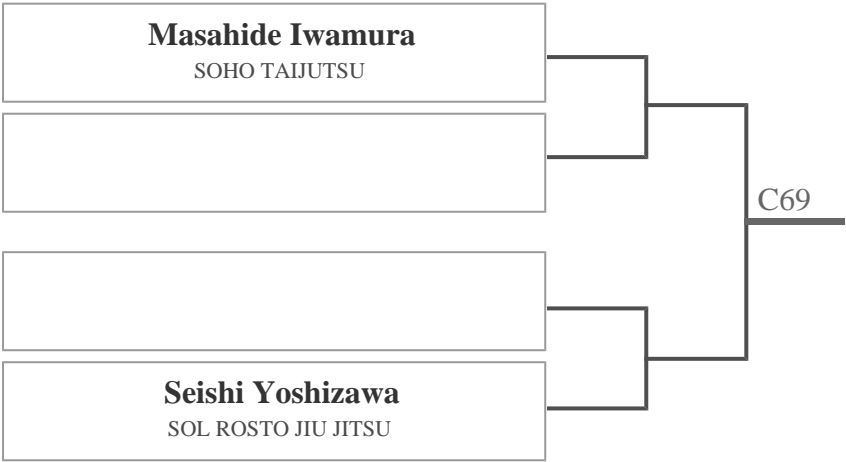 Masahide Iwamura
SOHO TAIJUTSU
C69
Seishi Yoshizawa
SOL ROSTO JIU JITSU